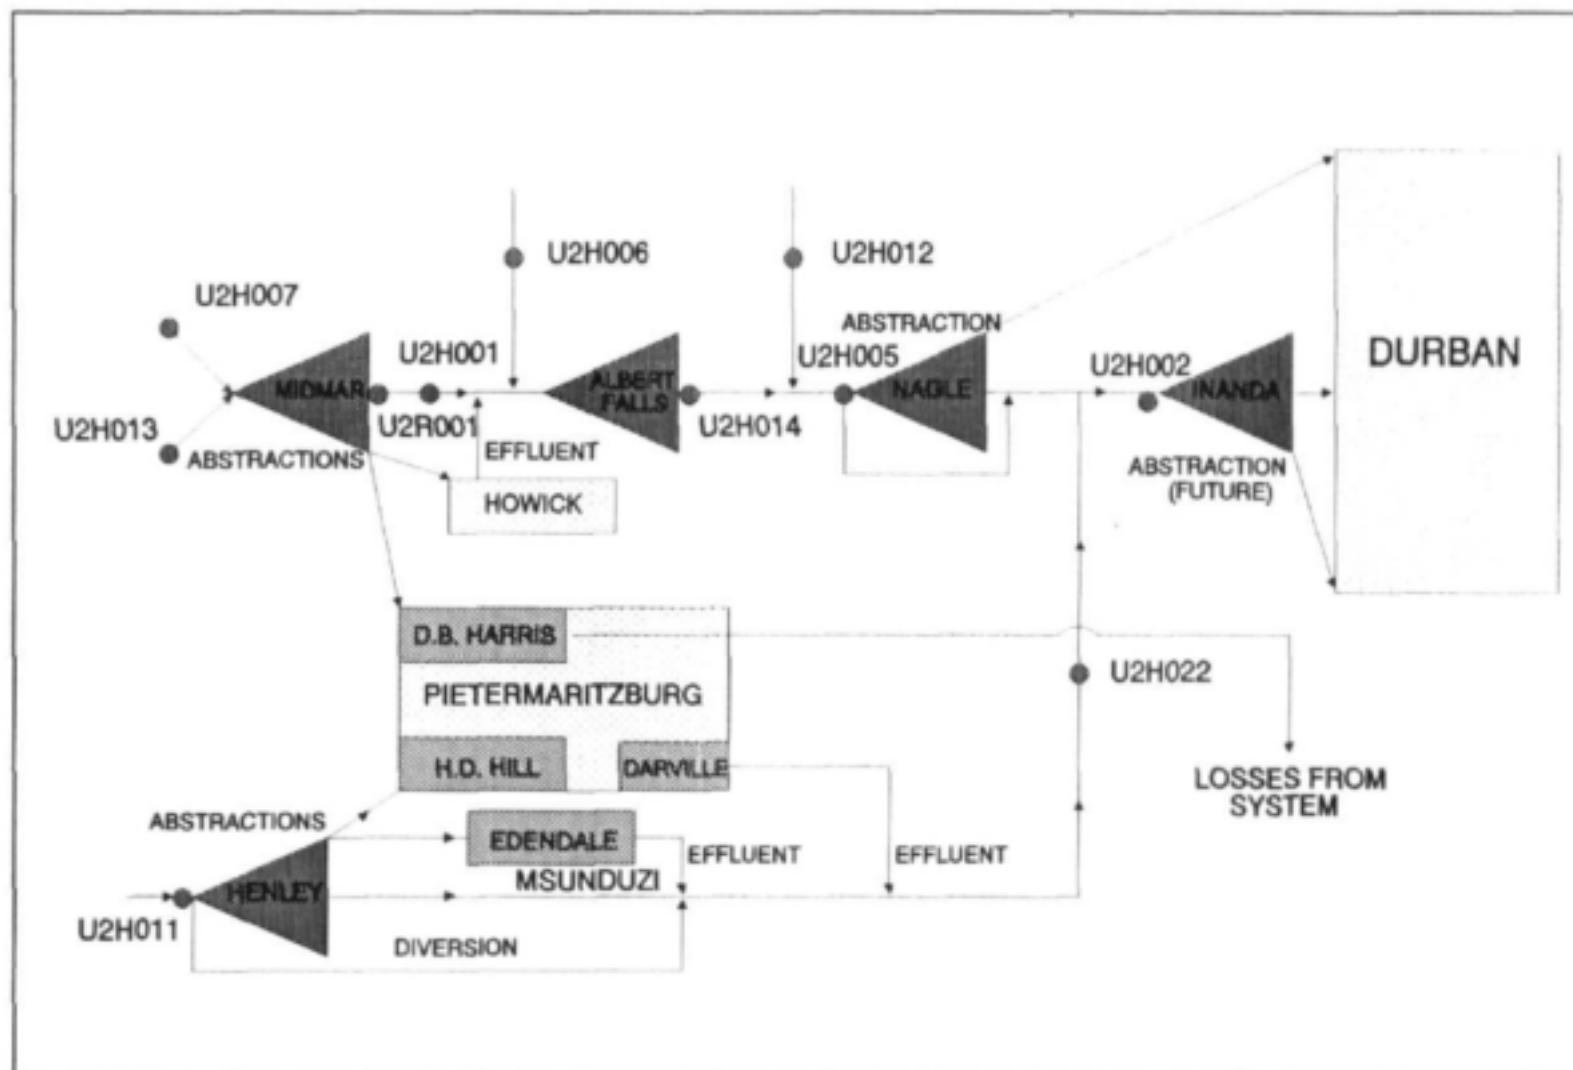 U2H006
U2H012
U2H007
ABSTRACTION
DURBAN
U2H001
U2H005
U2H002
MIDMAR
ALBERT
FALLS
NAGLE
INANDA
U2H013
U2R001
U2H014
ABSTRACTIONS
EFFLUENT
ABSTRACTION
(FUTURE)
HOWICK
D.B. HARRIS
U2H022
PIETERMARITZBURG
H.D. HILL
DARVILLE
LOSSES FROM
SYSTEM
ABSTRACTIONS
EDENDALE
EFFLUENT
EFFLUENT
MSUNDUZI
HENLEY
U2H011
DIVERSION